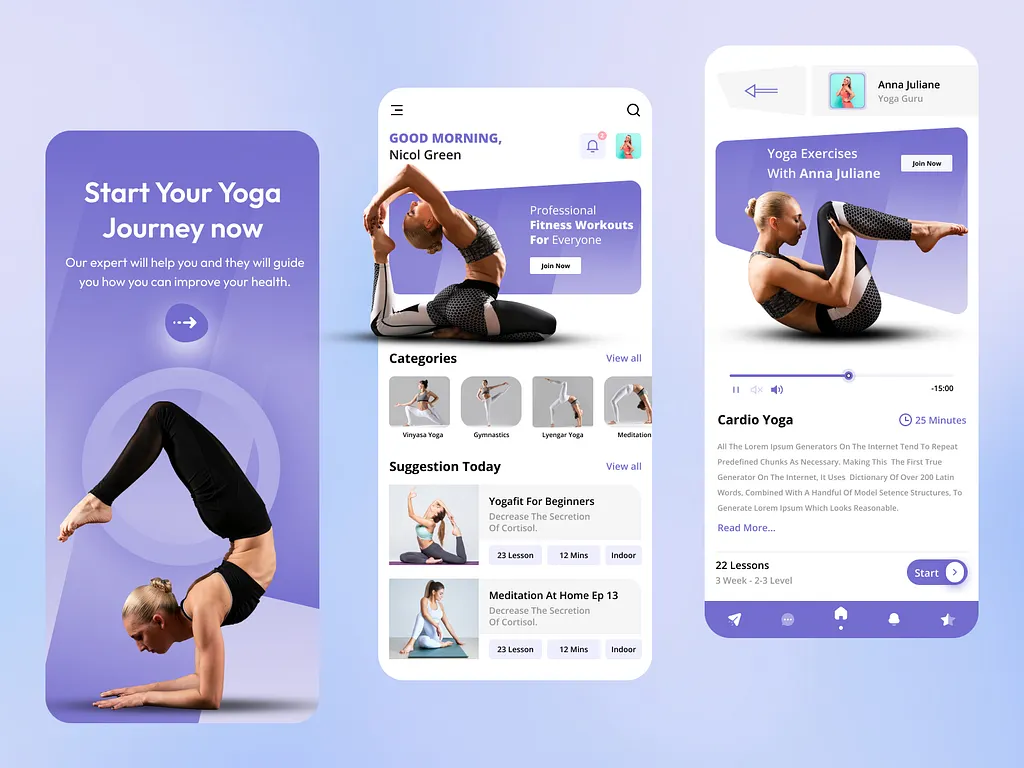 Start Your Yoga
Journey now
Our expert will help you and they will guide
you how you can improve your health.
GOOD MORNING,
Nicol Green
2
Professional
Fitness Workouts
For Everyone
Join Now
Categories
View all
Vinyasa Yoga
Gymnastics
Lyengar Yoga
Meditation
Suggestion Today
View all
Yogafit For Beginners
Decrease The Secretion
Of Cortisol.
23 Lesson
12 Mins
Indoor
Meditation At Home Ep 13
Decrease The Secretion
Of Cortisol.
23 Lesson
12 Mins
Indoor
Anna Juliane
Yoga Guru
Yoga Exercises
With Anna Juliane
Join Now
-15:00
Cardio Yoga
25 Minutes
All The Lorem Ipsum Generators On The Internet Tend To Repeat
Predefined Chunks As Necessary. Making This The First True
Generator On The Internet, It Uses Dictionary Of Over 200 Latin
Words, Combined With A Handful Of Model Setence Structures, To
Generate Lorem Ipsum Which Looks Reasonable.
Read More...
22 Lessons
3 Week - 2-3 Level
Start